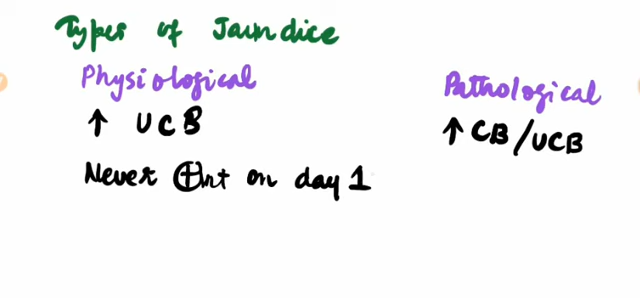 Types of Jaundice
Physiological
Pathological
↑ UCB
↑ CB/UCB
Never ⊕nt on day 1